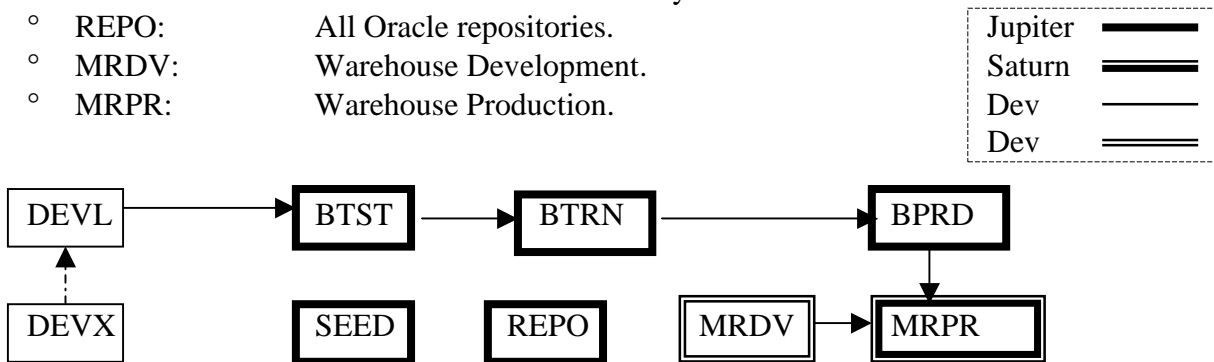 ° REPO: All Oracle repositories.
° MRDV: Warehouse Development.
° MRPR: Warehouse Production.
Jupiter
Saturn
Dev
Dev
DEVL BTST BTRN BPRD
DEVX SEED REPO MRDV MRPR